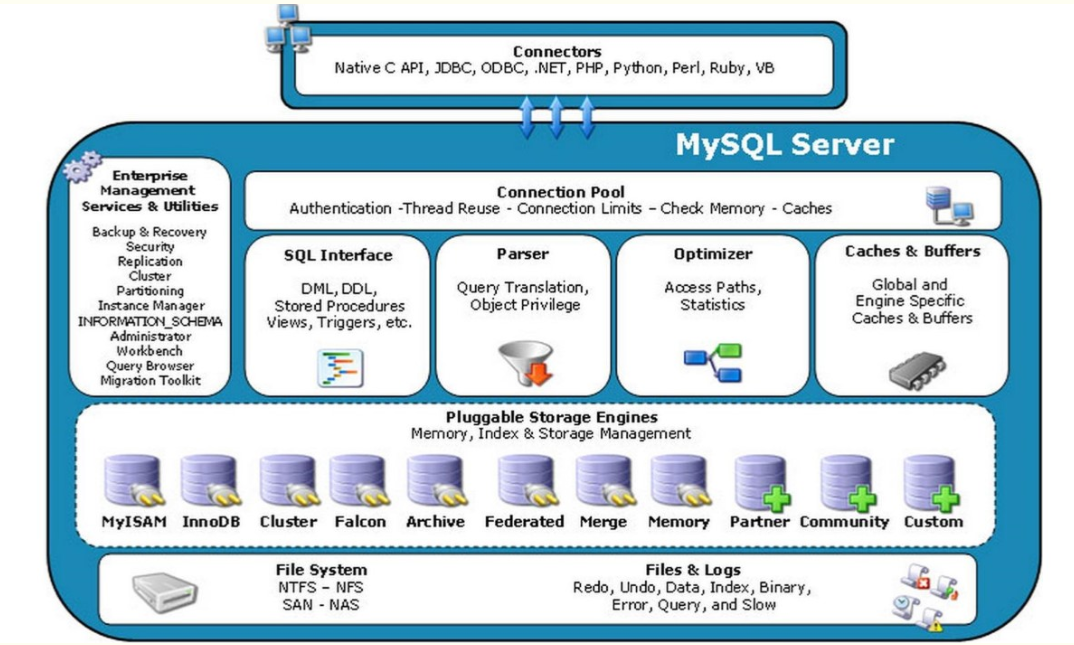 Connectors
Native C API, JDBC, ODBC, .NET, PHP, Python, Perl, Ruby, VB
MySQL Server
Enterprise
Management
Services & Utilities
Backup & Recovery
Security
Replication
Cluster
Partitioning
Instance Manager
INFORMATION_SCHEMA
Administrator
Workbench
Query Browser
Migration Toolkit
Connection Pool
Authentication -Thread Reuse - Connection Limits – Check Memory - Caches
SQL Interface
DML, DDL,
Stored Procedures
Views, Triggers, etc.
Parser
Query Translation,
Object Privilege
Optimizer
Access Paths,
Statistics
Caches & Buffers
Global and
Engine Specific
Caches & Buffers
Pluggable Storage Engines
Memory, Index & Storage Management
MyISAM InnoDB Cluster Falcon Archive Federated Merge Memory Partner Community Custom
File System
NTFS – NFS
SAN - NAS
Files & Logs
Redo, Undo, Data, Index, Binary,
Error, Query, and Slow